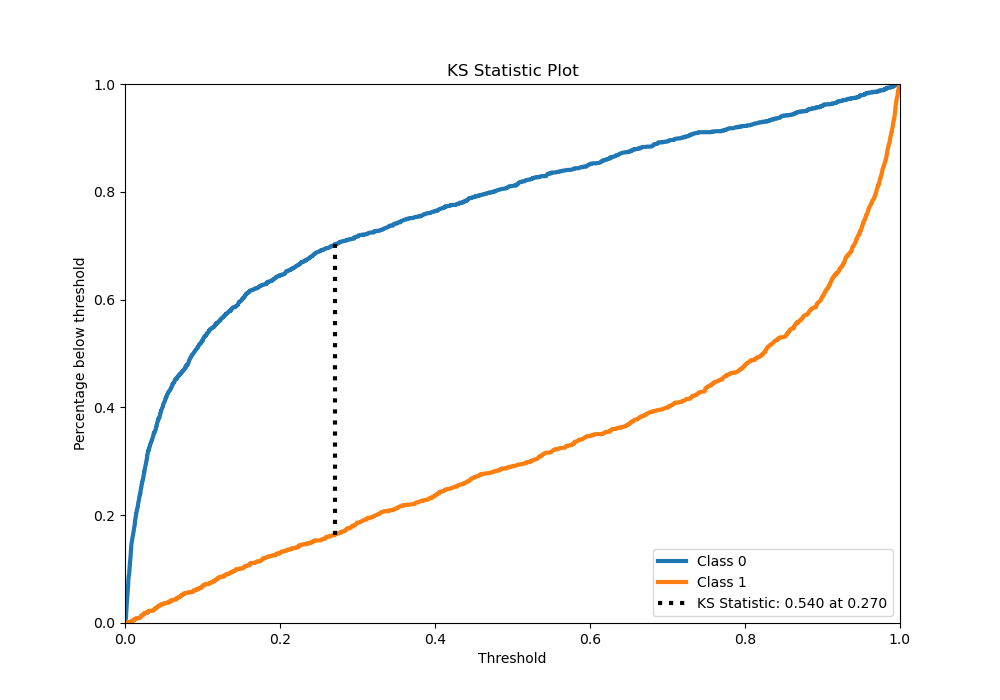 KS Statistic Plot
1.0
0.8
0.6
0.4
0.2
0.0
Percentage below threshold
0.0 0.2 0.4 0.6 0.8 1.0
Threshold
Class 0
Class 1
KS Statistic: 0.540 at 0.270